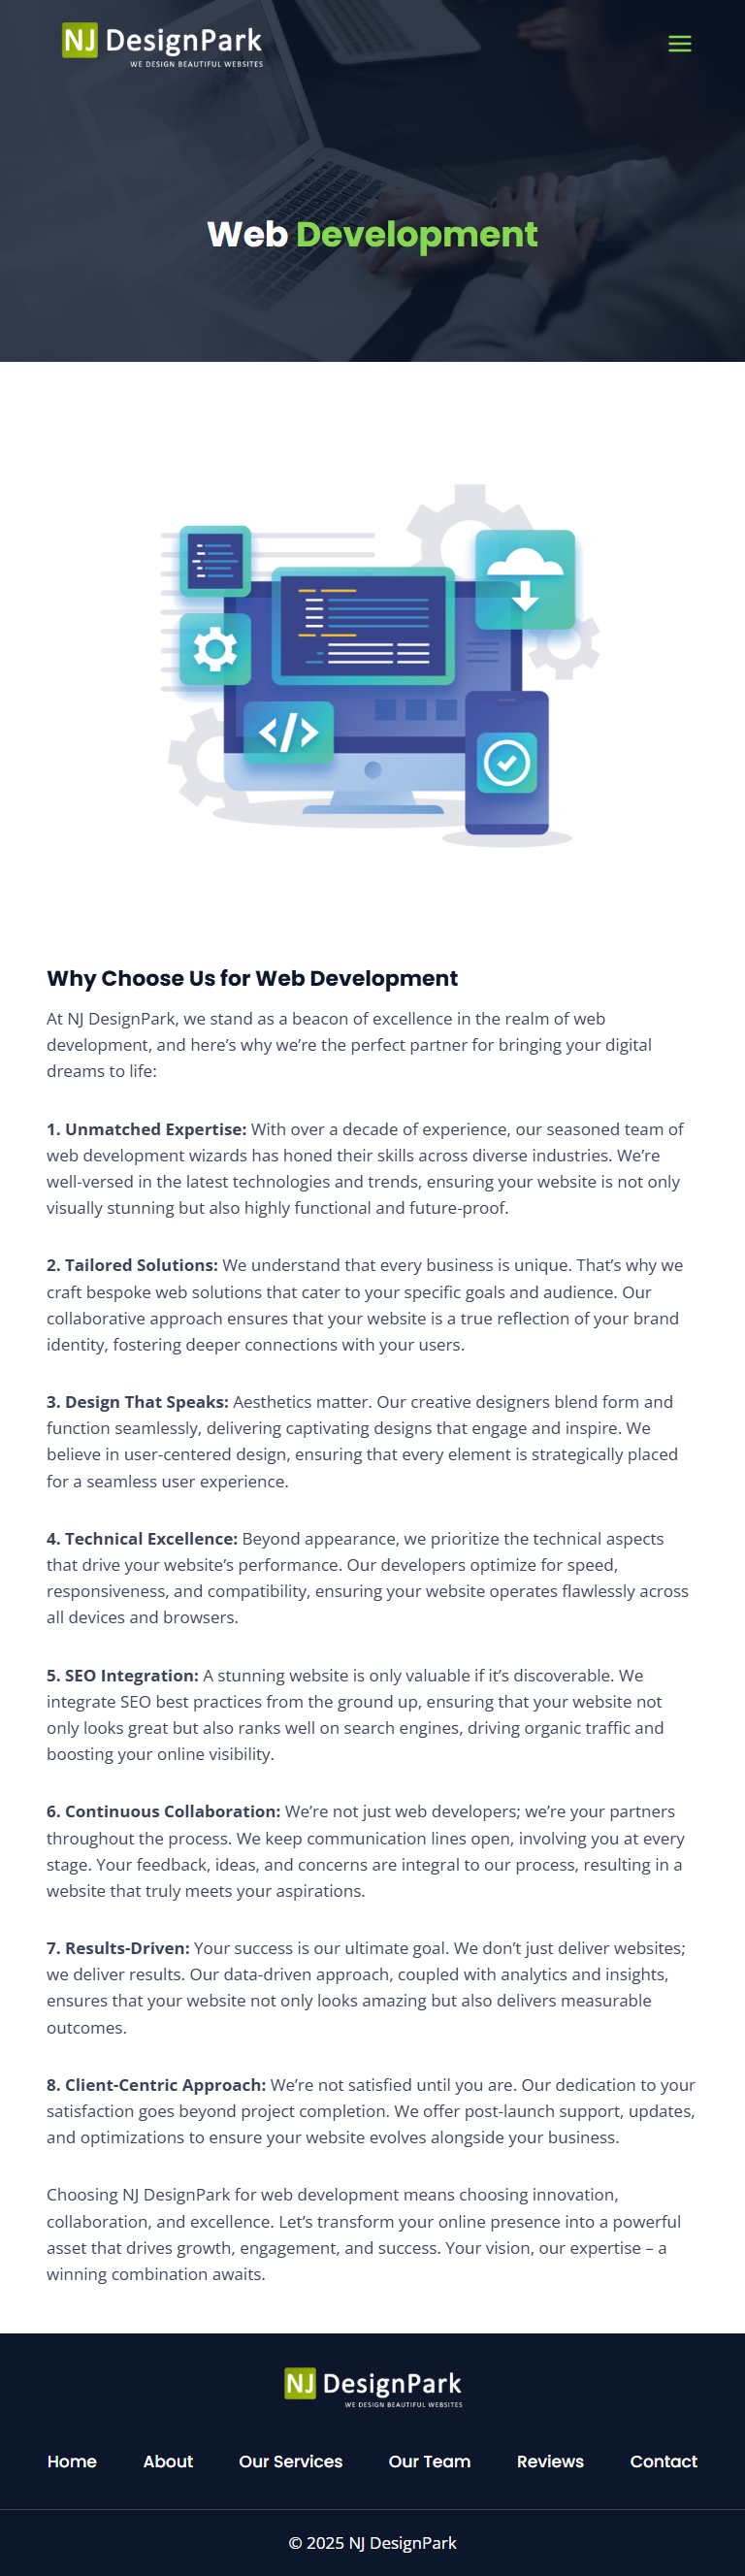 NJ DesignPark
WE DESIGN BEAUTIFUL WEBSITES
Web Development
Why Choose Us for Web Development
At NJ DesignPark, we stand as a beacon of excellence in the realm of web
development, and here’s why we’re the perfect partner for bringing your digital
dreams to life:
1. Unmatched Expertise: With over a decade of experience, our seasoned team of
web development wizards has honed their skills across diverse industries. We’re
well-versed in the latest technologies and trends, ensuring your website is not only
visually stunning but also highly functional and future-proof.
2. Tailored Solutions: We understand that every business is unique. That’s why we
craft bespoke web solutions that cater to your specific goals and audience. Our
collaborative approach ensures that your website is a true reflection of your brand
identity, fostering deeper connections with your users.
3. Design That Speaks: Aesthetics matter. Our creative designers blend form and
function seamlessly, delivering captivating designs that engage and inspire. We
believe in user-centered design, ensuring that every element is strategically placed
for a seamless user experience.
4. Technical Excellence: Beyond appearance, we prioritize the technical aspects
that drive your website’s performance. Our developers optimize for speed,
responsiveness, and compatibility, ensuring your website operates flawlessly across
all devices and browsers.
5. SEO Integration: A stunning website is only valuable if it’s discoverable. We
integrate SEO best practices from the ground up, ensuring that your website not
only looks great but also ranks well on search engines, driving organic traffic and
boosting your online visibility.
6. Continuous Collaboration: We’re not just web developers; we’re your partners
throughout the process. We keep communication lines open, involving you at every
stage. Your feedback, ideas, and concerns are integral to our process, resulting in a
website that truly meets your aspirations.
7. Results-Driven: Your success is our ultimate goal. We don’t just deliver websites;
we deliver results. Our data-driven approach, coupled with analytics and insights,
ensures that your website not only looks amazing but also delivers measurable
outcomes.
8. Client-Centric Approach: We’re not satisfied until you are. Our dedication to your
satisfaction goes beyond project completion. We offer post-launch support, updates,
and optimizations to ensure your website evolves alongside your business.
Choosing NJ DesignPark for web development means choosing innovation,
collaboration, and excellence. Let’s transform your online presence into a powerful
asset that drives growth, engagement, and success. Your vision, our expertise – a
winning combination awaits.
NJ DesignPark
WE DESIGN BEAUTIFUL WEBSITES
Home About Our Services Our Team Reviews Contact
© 2025 NJ DesignPark